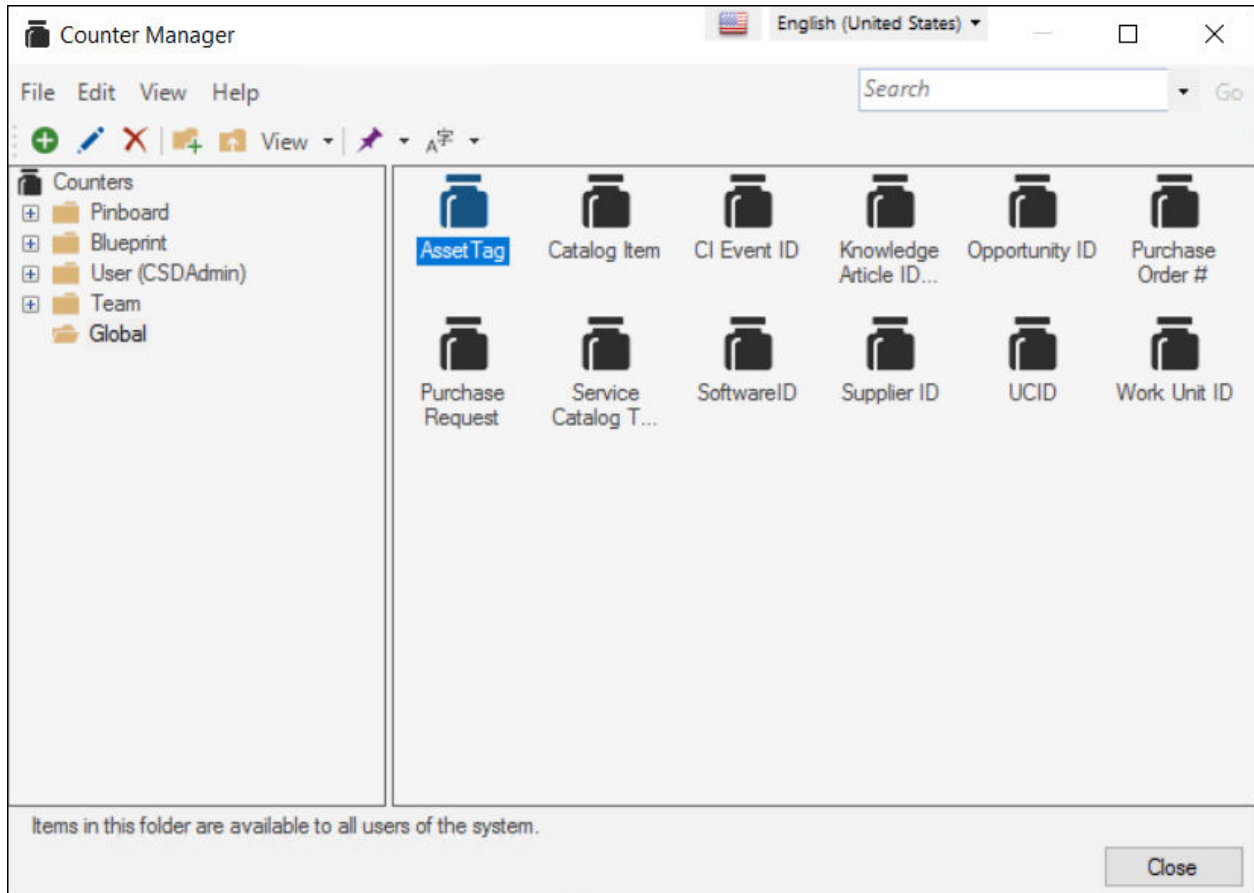 Counter Manager
English (United States)
File Edit View Help
Search
Go
View
A字
Counters
Pinboard
Blueprint
User (CSDAdmin)
Team
Global
AssetTag
Catalog Item
CI Event ID
Knowledge
Article ID...
Opportunity ID
Purchase
Order #
Purchase
Request
Service
Catalog T...
SoftwareID
Supplier ID
UCID
Work Unit ID
Items in this folder are available to all users of the system.
Close